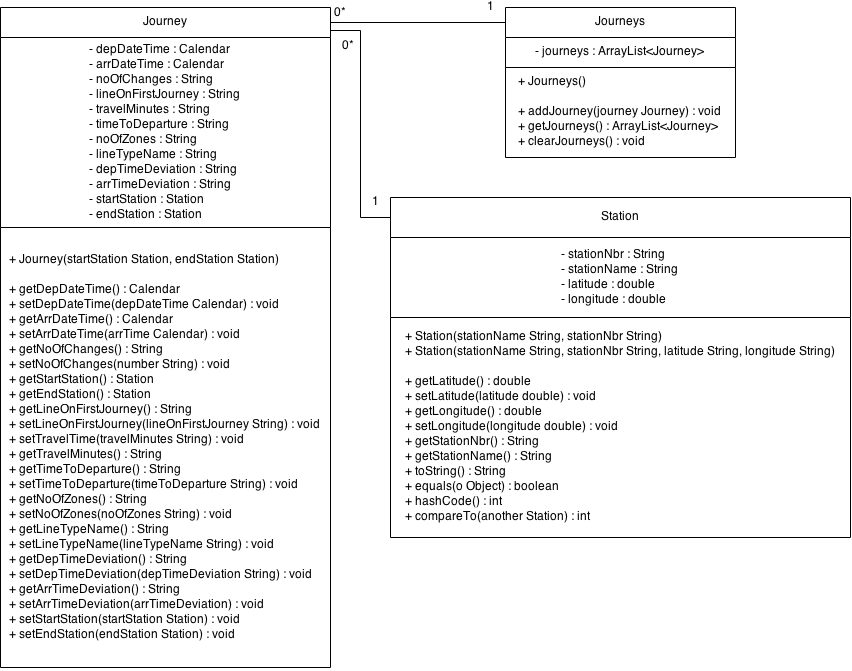 Journey
- depDateTime : Calendar
- arrDateTime : Calendar
- noOfChanges : String
- lineOnFirstJourney : String
- travelMinutes : String
- timeToDeparture : String
- noOfZones : String
- lineTypeName : String
- depTimeDeviation : String
- arrTimeDeviation : String
- startStation : Station
- endStation : Station
+ Journey(startStation Station, endStation Station)
+ getDepDateTime() : Calendar
+ setDepDateTime(depDateTime Calendar) : void
+ getArrDateTime() : Calendar
+ setArrDateTime(arrTime Calendar) : void
+ getNoOfChanges() : String
+ setNoOfChanges(number String) : void
+ getStartStation() : Station
+ getEndStation() : Station
+ getLineOnFirstJourney() : String
+ setLineOnFirstJourney(lineOnFirstJourney String) : void
+ setTravelTime(travelMinutes String) : void
+ getTravelMinutes() : String
+ getTimeToDeparture() : String
+ setTimeToDeparture(timeToDeparture String) : void
+ getNoOfZones() : String
+ setNoOfZones(noOfZones String) : void
+ getLineTypeName() : String
+ setLineTypeName(lineTypeName String) : void
+ getDepTimeDeviation() : String
+ setDepTimeDeviation(depTimeDeviation String) : void
+ getArrTimeDeviation() : String
+ setArrTimeDeviation(arrTimeDeviation) : void
+ setStartStation(startStation Station) : void
+ setEndStation(endStation Station) : void
0*
1
0*
1
Journeys
- journeys : ArrayList<Journey>
+ Journeys()
+ addJourney(journey Journey) : void
+ getJourneys() : ArrayList<Journey>
+ clearJourneys() : void
Station
- stationNbr : String
- stationName : String
- latitude : double
- longitude : double
+ Station(stationName String, stationNbr String)
+ Station(stationName String, stationNbr String, latitude String, longitude String)
+ getLatitude() : double
+ setLatitude(latitude double) : void
+ getLongitude() : double
+ setLongitude(longitude double) : void
+ getStationNbr() : String
+ getStationName() : String
+ toString() : String
+ equals(o Object) : boolean
+ hashCode() : int
+ compareTo(another Station) : int